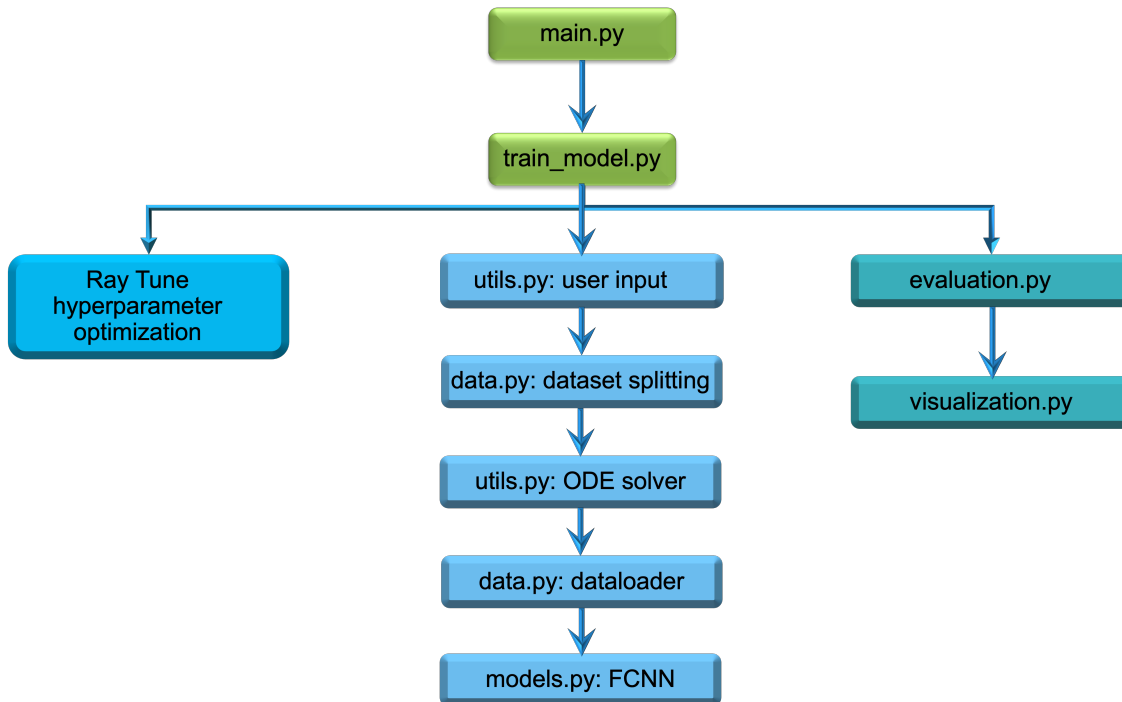 main.py
train_model.py
Ray Tune
hyperparameter
optimization
utils.py: user input
evaluation.py
data.py: dataset splitting
visualization.py
utils.py: ODE solver
data.py: dataloader
models.py: FCNN